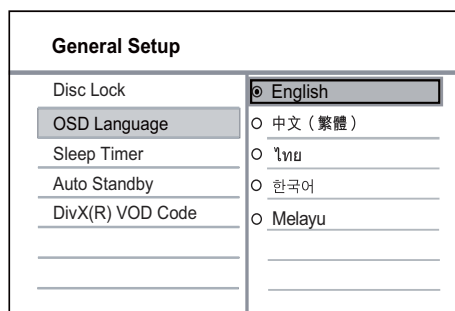 General Setup
Disc Lock
OSD Language
Sleep Timer
Auto Standby
DivX(R) VOD Code
English
中文（繁體）
ไทย
한국어
Melayu